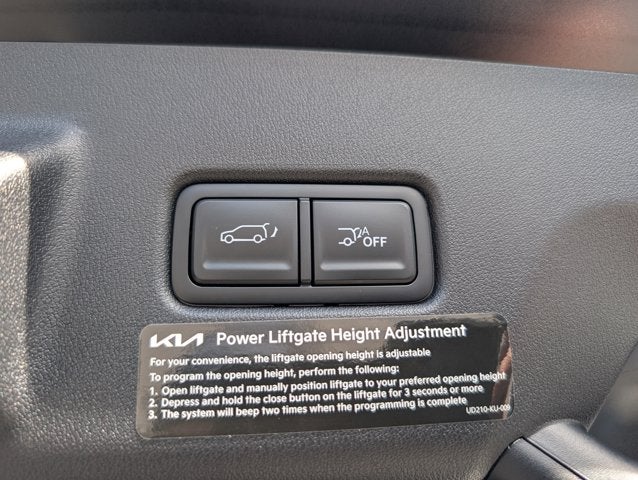 A
OFF
KIA Power Liftgate Height Adjustment
For your convenience, the liftgate opening height is adjustable
To program the opening height, perform the following:
1. Open liftgate and manually position liftgate to your preferred opening height
2. Depress and hold the close button on the liftgate for 3 seconds or more
3. The system will beep two times when the programming is complete
UD210-KU-009